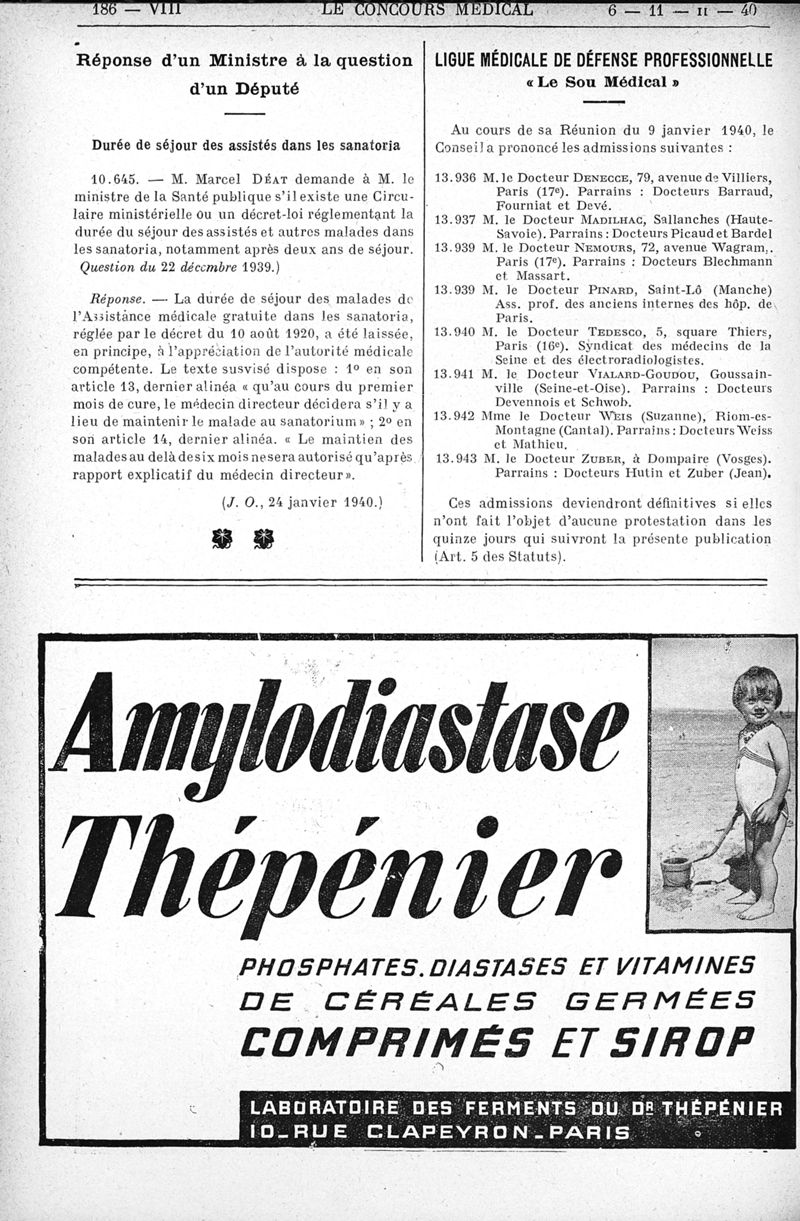 186 — VIII LE CONCOURS MÉDICAL 6 — 11 — II — 40
Réponse d'un Ministre à la question
d'un Député
Durée de séjour des assistés dans les sanatoria
10.645. — M. Marcel DÉAT demande à M. le
ministre de la Santé publique s'il existe une Circu-
laire ministérielle ou un décret-loi réglementant la
durée du séjour des assistés et autres malades dans
les sanatoria, notamment après deux ans de séjour.
Question du 22 décembre 1939.)
Réponse. — La durée de séjour des malades de
l'Assistance médicale gratuite dans les sanatoria,
réglée par le décret du 10 août 1920, a été laissée,
en principe, à l'appréciation de l'autorité médicale
compétente. Le texte susvisé dispose : 1º en son
article 13, dernier alinéa « qu'au cours du premier
mois de cure, le médecin directeur décidera s'il y a
lieu de maintenir le malade au sanatorium » ; 2º en
son article 14, dernier alinéa. « Le maintien des
malades au delà de six mois ne sera autorisé qu'après
rapport explicatif du médecin directeur ».
(J. O., 24 janvier 1940.)
LIGUE MÉDICALE DE DÉFENSE PROFESSIONNELLE
« Le Sou Médical »
Au cours de sa Réunion du 9 janvier 1940, le
Conseil a prononcé les admissions suivantes :
13.936 M. le Docteur DENECCE, 79, avenue de Villiers,
Paris (17e). Parrains : Docteurs Barraud,
Fourniat et Devé.
13.937 M. le Docteur MADILHAC, Sallanches (Haute-
Savoie). Parrains : Docteurs Picaud et Bardel
13.939 M. le Docteur NEMOURS, 72, avenue Wagram,.
Paris (17e). Parrains : Docteurs Blechmann
et Massart.
13.939 M. le Docteur PINARD, Saint-Lô (Manche)
Ass. prof. des anciens internes des hôp. de
Paris.
13.940 M. le Docteur TEDESCO, 5, square Thiers,
Paris (16e). Syndicat des médecins de la
Seine et des électroradiologistes.
13.941 M. le Docteur VIALARD-GOUDOU, Goussain-
ville (Seine-et-Oise). Parrains : Docteurs
Devennois et Schwob.
13.942 Mme le Docteur WEIS (Suzanne), Riom-es-
Montagne (Cantal). Parrains : Docteurs Weiss
et Mathieu.
13.943 M. le Docteur ZUBER, à Dompaire (Vosges).
Parrains : Docteurs Hutin et Zuber (Jean).
Ces admissions deviendront définitives si elles
n'ont fait l'objet d'aucune protestation dans les
quinze jours qui suivront la présente publication
(Art. 5 des Statuts).
Amylodiastase
Thépénier
PHOSPHATES. DIASTASES ET VITAMINES
DE CÉRÉALES GERMÉES
COMPRIMÉS ET SIROP
LABORATOIRE DES FERMENTS DU DR THÉPÉNIER
10_RUE CLAPEYRON_PARIS